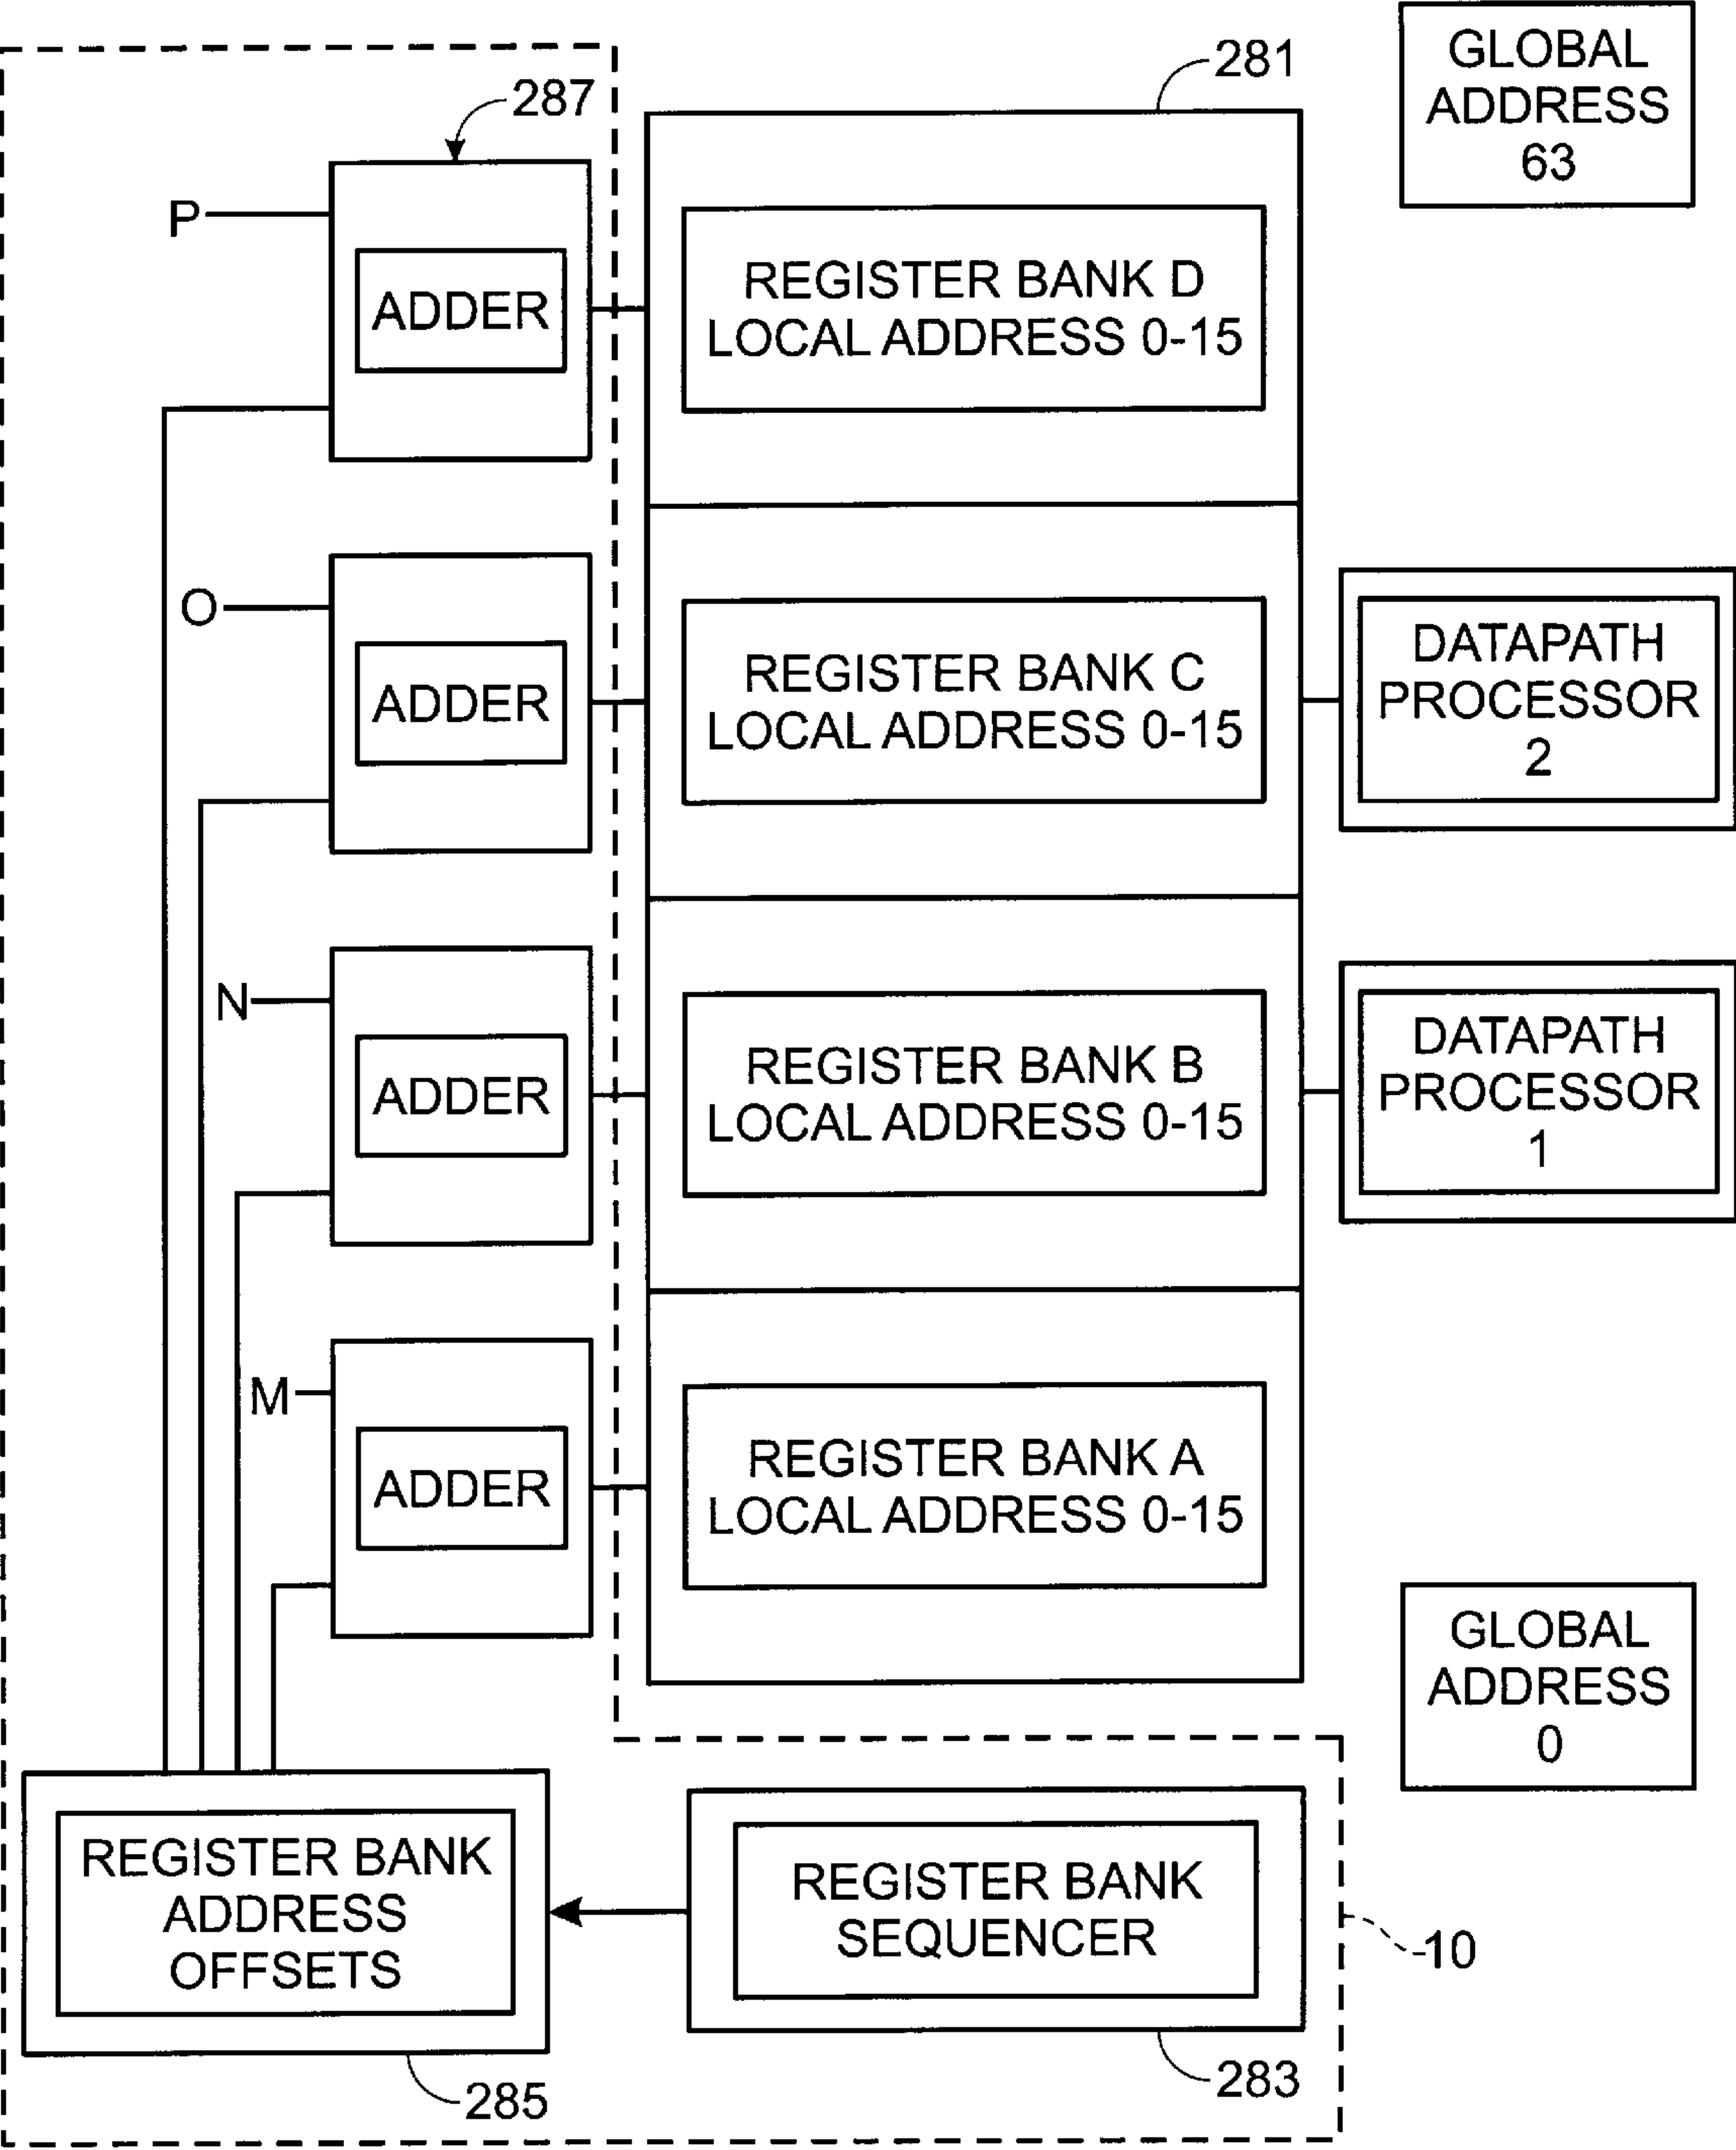 281
GLOBAL
ADDRESS
63
287
P
ADDER
REGISTER BANK D
LOCAL ADDRESS 0-15
O
ADDER
REGISTER BANK C
LOCAL ADDRESS 0-15
DATAPATH
PROCESSOR
2
N
ADDER
REGISTER BANK B
LOCAL ADDRESS 0-15
DATAPATH
PROCESSOR
1
M
ADDER
REGISTER BANK A
LOCAL ADDRESS 0-15
GLOBAL
ADDRESS
0
REGISTER BANK
ADDRESS
OFFSETS
REGISTER BANK
SEQUENCER
10
285
283